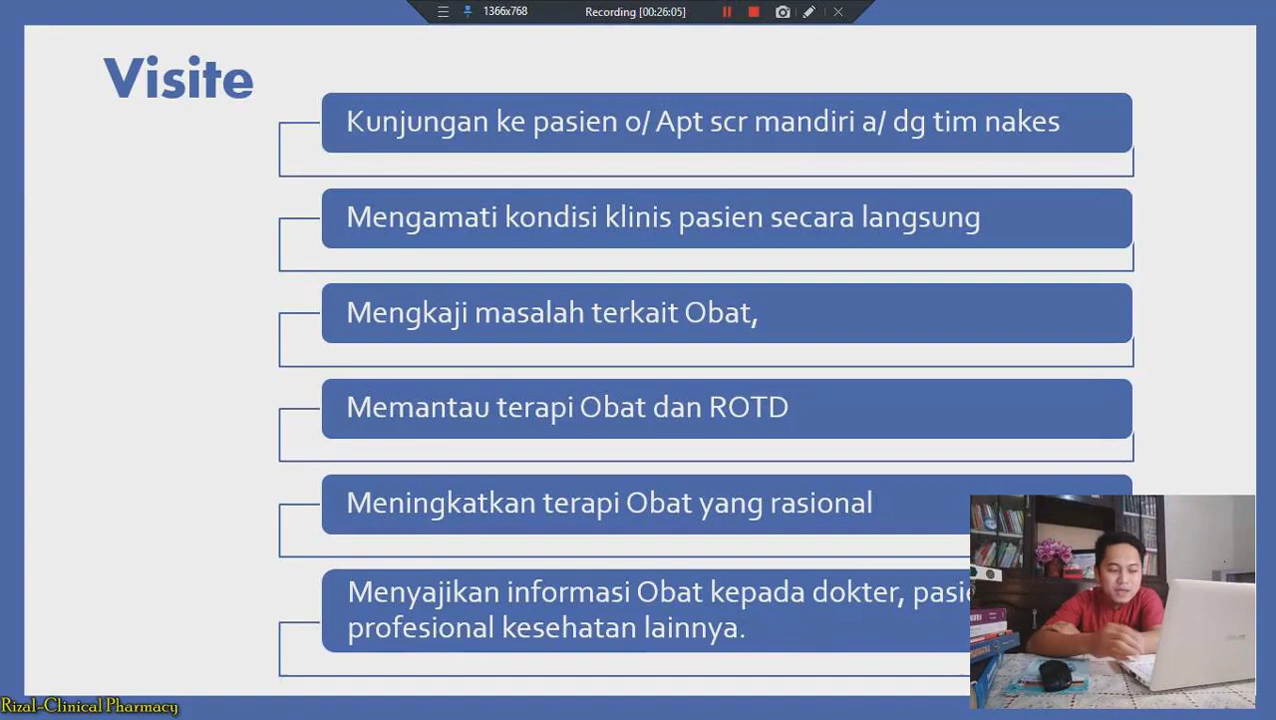 1366x768
Recording [00:26:05]
Visite
Kunjungan ke pasien o/ Apt scr mandiri a/ dg tim nakes
Mengamati kondisi klinis pasien secara langsung
Mengkaji masalah terkait Obat,
Memantau terapi Obat dan ROTD
Meningkatkan terapi Obat yang rasional
Menyajikan informasi Obat kepada dokter,
profesional kesehatan lainnya.
Rizal-Clinical Pharmacy